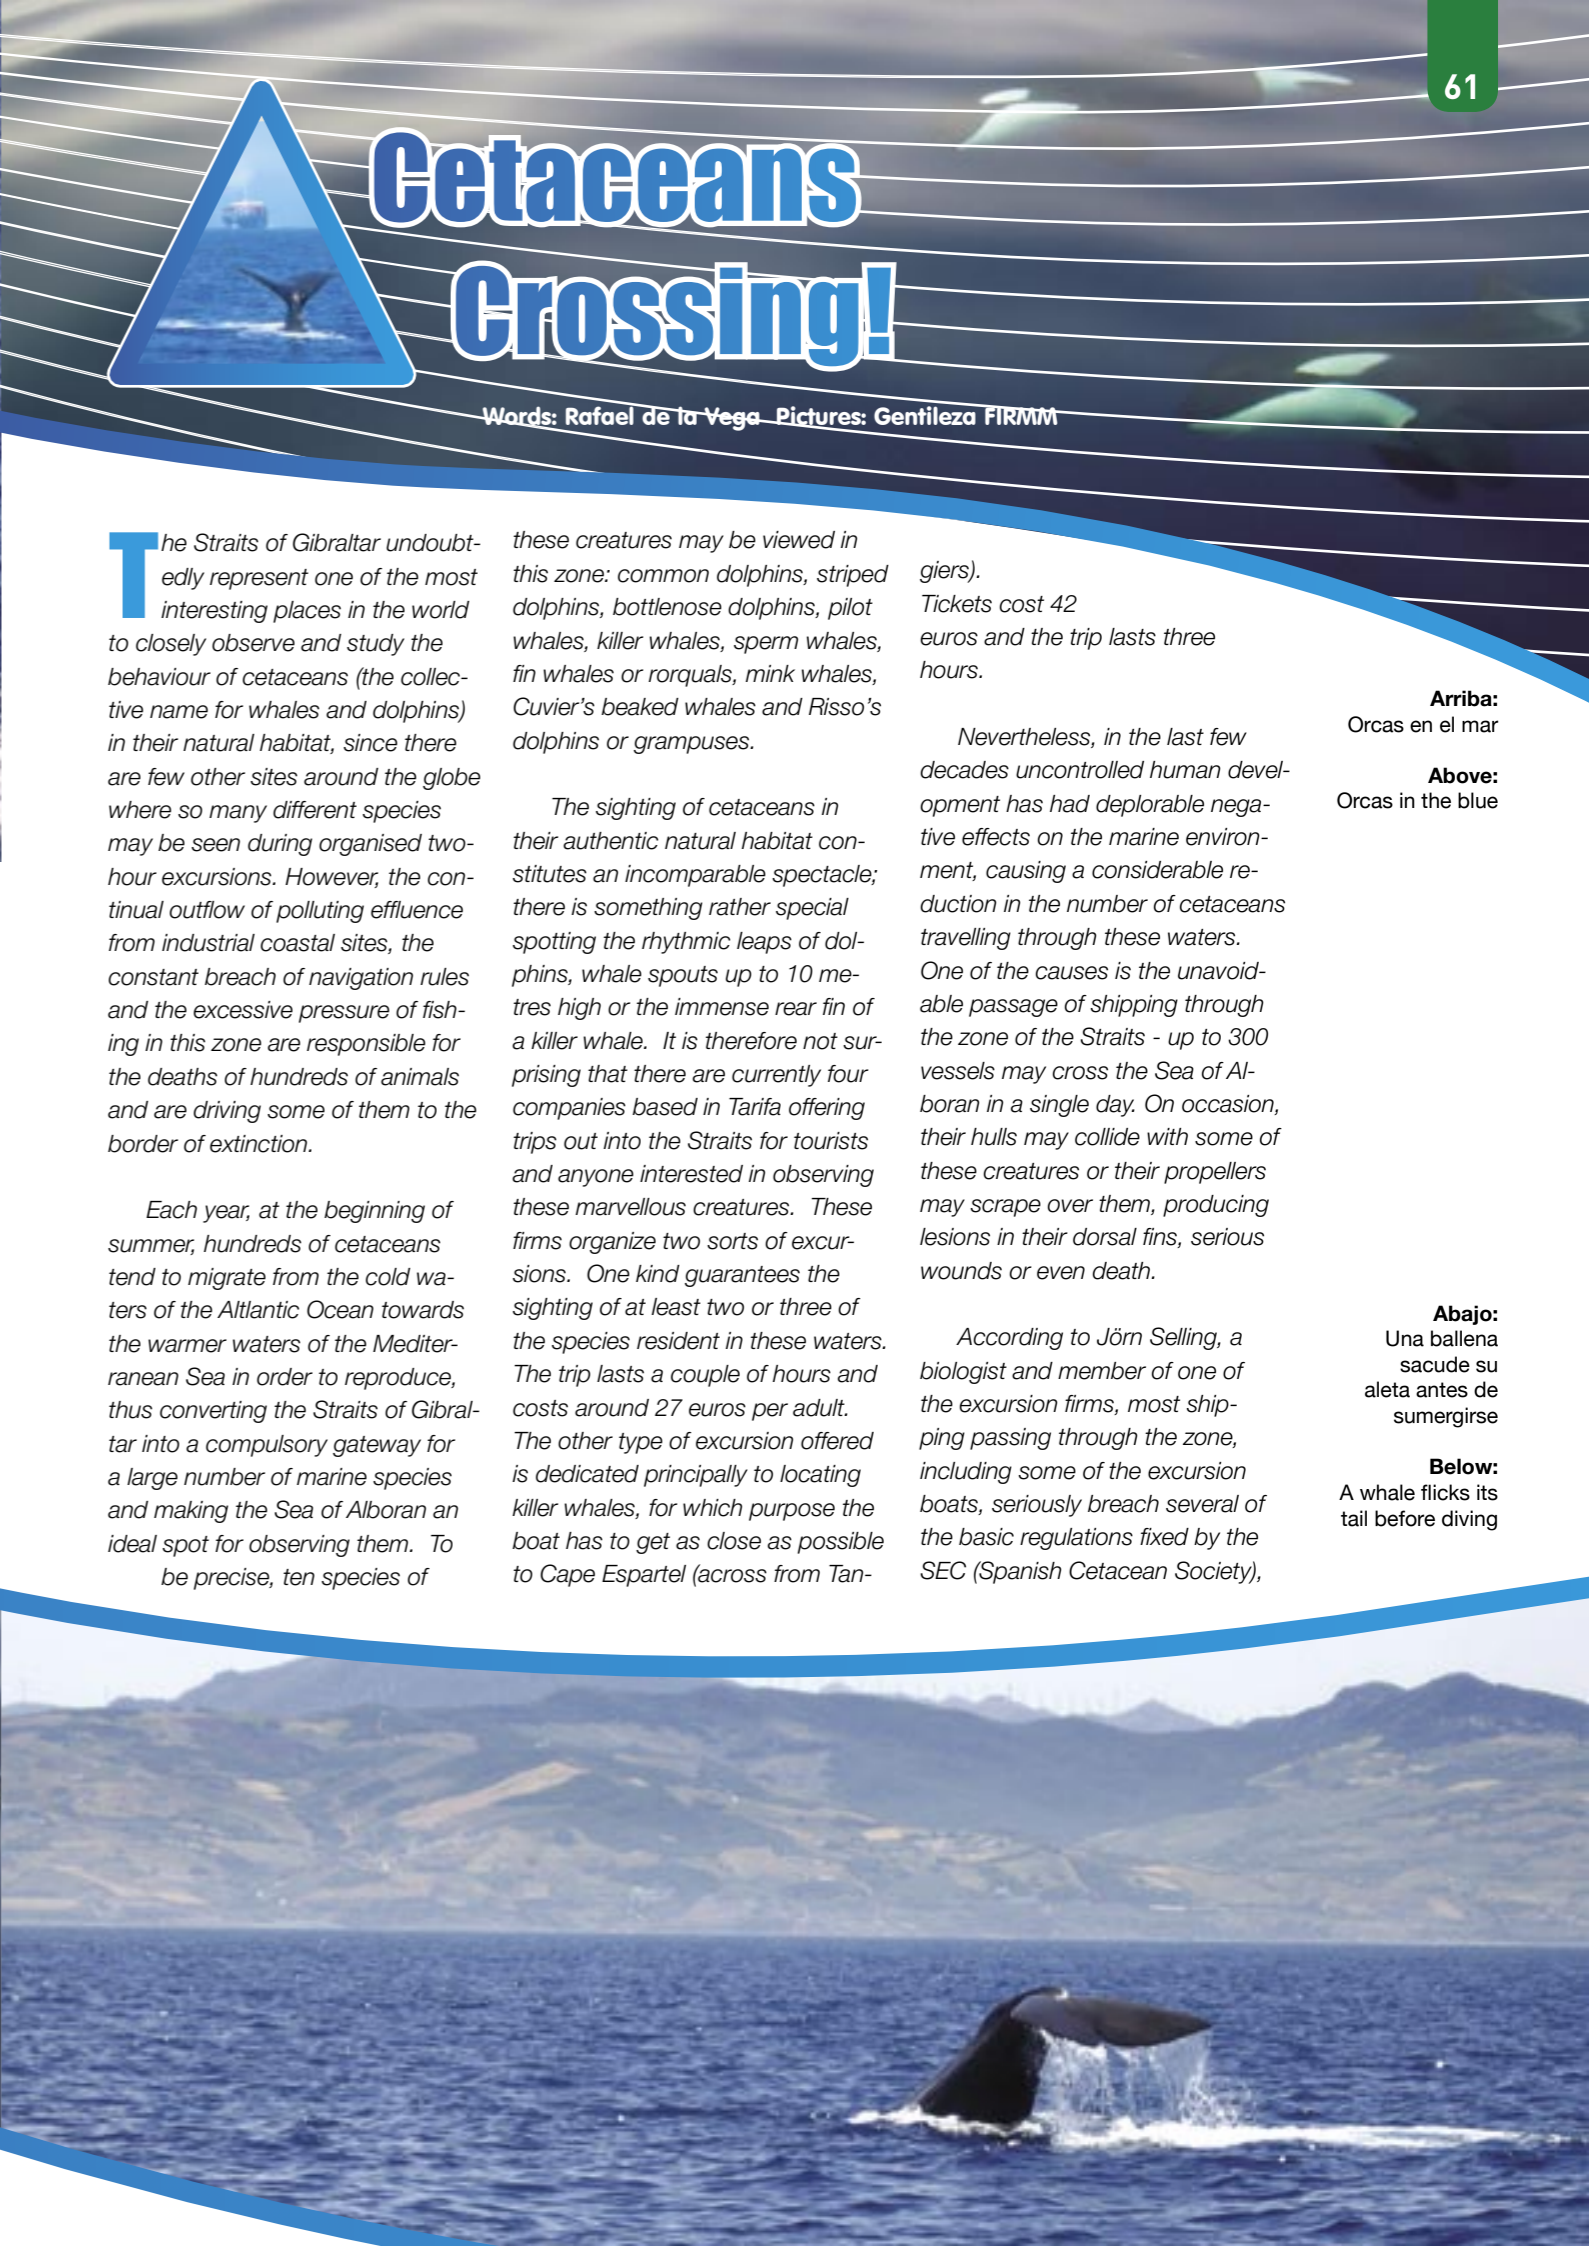 61
Cetaceans
Crossing!
Words: Rafael de la Vega  Pictures: Gentileza FIRMM
The Straits of Gibraltar undoubt-
edly represent one of the most
interesting places in the world
to closely observe and study the
behaviour of cetaceans (the collec-
tive name for whales and dolphins)
in their natural habitat, since there
are few other sites around the globe
where so many different species
may be seen during organised two-
hour excursions. However, the con-
tinual outflow of polluting effluence
from industrial coastal sites, the
constant breach of navigation rules
and the excessive pressure of fish-
ing in this zone are responsible for
the deaths of hundreds of animals
and are driving some of them to the
border of extinction.
Each year, at the beginning of
summer, hundreds of cetaceans
tend to migrate from the cold wa-
ters of the Altlantic Ocean towards
the warmer waters of the Mediter-
ranean Sea in order to reproduce,
thus converting the Straits of Gibral-
tar into a compulsory gateway for
a large number of marine species
and making the Sea of Alboran an
ideal spot for observing them.  To
be precise, ten species of
these creatures may be viewed in
this zone: common dolphins, striped
dolphins, bottlenose dolphins, pilot
whales, killer whales, sperm whales,
fin whales or rorquals, mink whales,
Cuvier's beaked whales and Risso's
dolphins or grampuses.
The sighting of cetaceans in
their authentic natural habitat con-
stitutes an incomparable spectacle;
there is something rather special
spotting the rhythmic leaps of dol-
phins, whale spouts up to 10 me-
tres high or the immense rear fin of
a killer whale.  It is therefore not sur-
prising that there are currently four
companies based in Tarifa offering
trips out into the Straits for tourists
and anyone interested in observing
these marvellous creatures.  These
firms organize two sorts of excur-
sions.  One kind guarantees the
sighting of at least two or three of
the species resident in these waters.
The trip lasts a couple of hours and
costs around 27 euros per adult.
The other type of excursion offered
is dedicated principally to locating
killer whales, for which purpose the
boat has to get as close as possible
to Cape Espartel (across from Tan-
giers).
Tickets cost 42
euros and the trip lasts three
hours.
Nevertheless, in the last few
decades uncontrolled human devel-
opment has had deplorable nega-
tive effects on the marine environ-
ment, causing a considerable re-
duction in the number of cetaceans
travelling through these waters.
One of the causes is the unavoid-
able passage of shipping through
the zone of the Straits - up to 300
vessels may cross the Sea of Al-
boran in a single day. On occasion,
their hulls may collide with some of
these creatures or their propellers
may scrape over them, producing
lesions in their dorsal fins, serious
wounds or even death.
According to Jörn Selling, a
biologist and member of one of
the excursion firms, most ship-
ping passing through the zone,
including some of the excursion
boats, seriously breach several of
the basic regulations fixed by the
SEC (Spanish Cetacean Society),
Arriba:
Orcas en el mar
Above:
Orcas in the blue
Abajo:
Una ballena
sacude su
aleta antes de
sumergirse
Below:
A whale flicks its
tail before diving